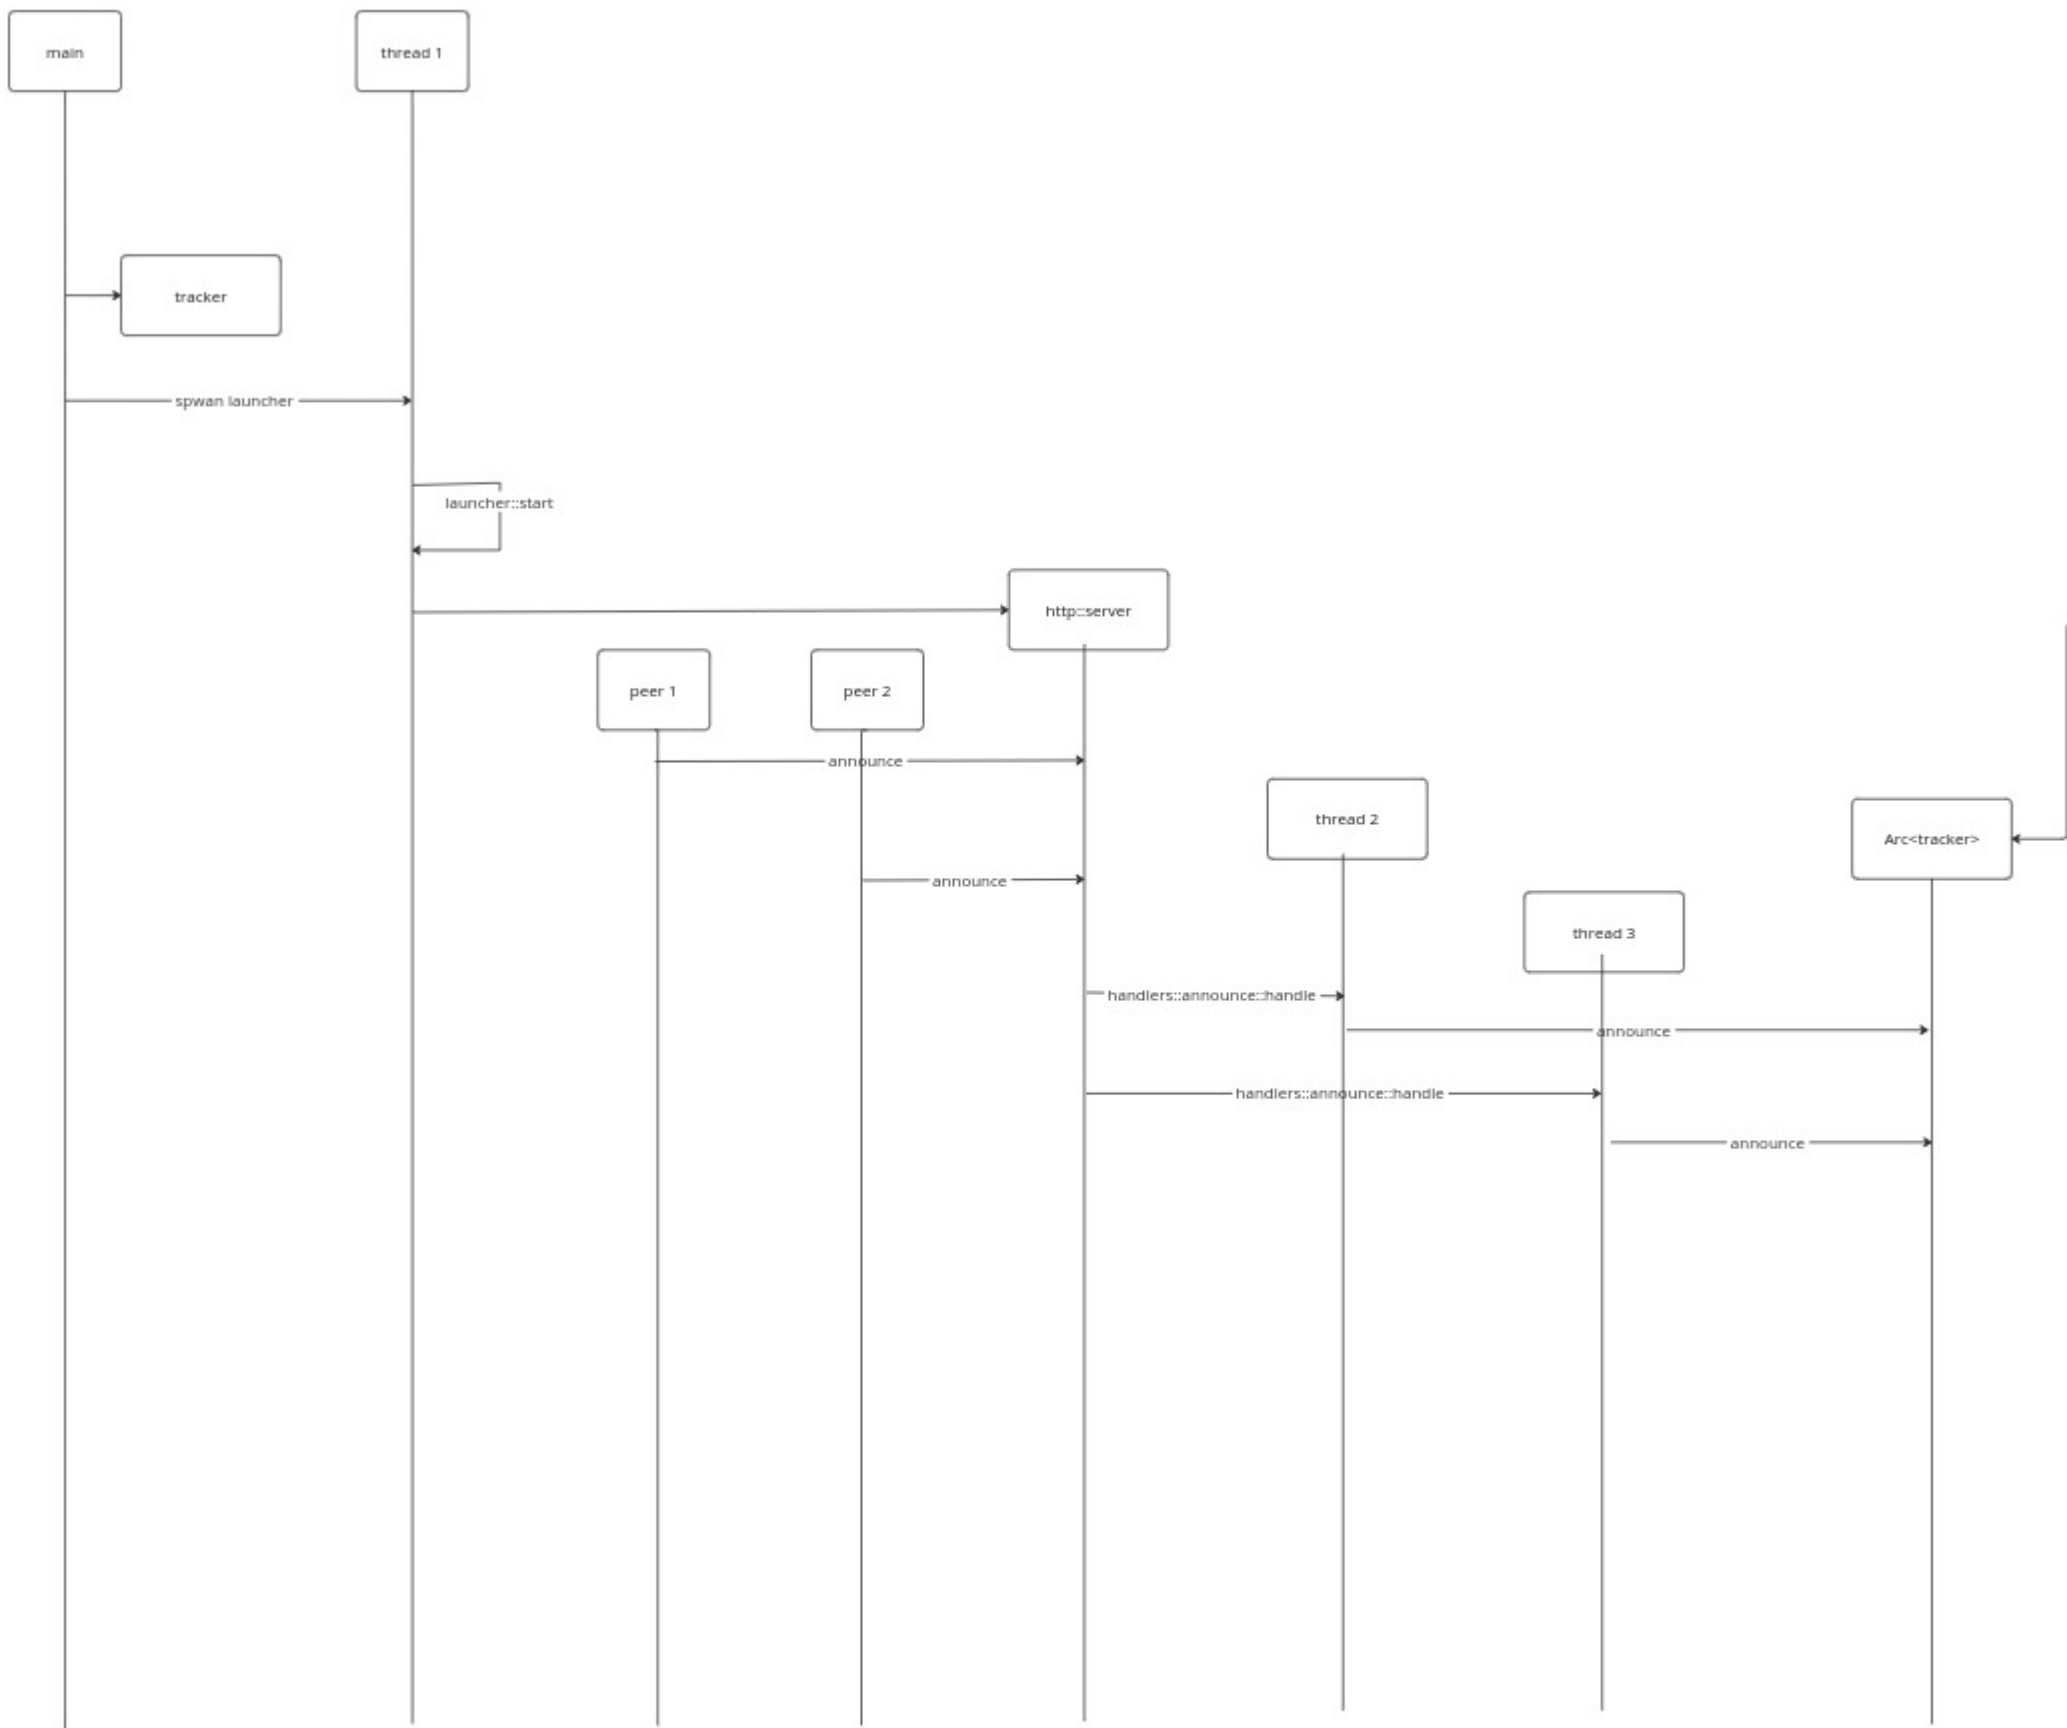 main
thread 1
tracker
spwan launcher
launcher::start
http::server
peer 1
peer 2
announce
thread 2
Arc<tracker>
announce
thread 3
handlers::announce::handle
announce
handlers::announce::handle
announce